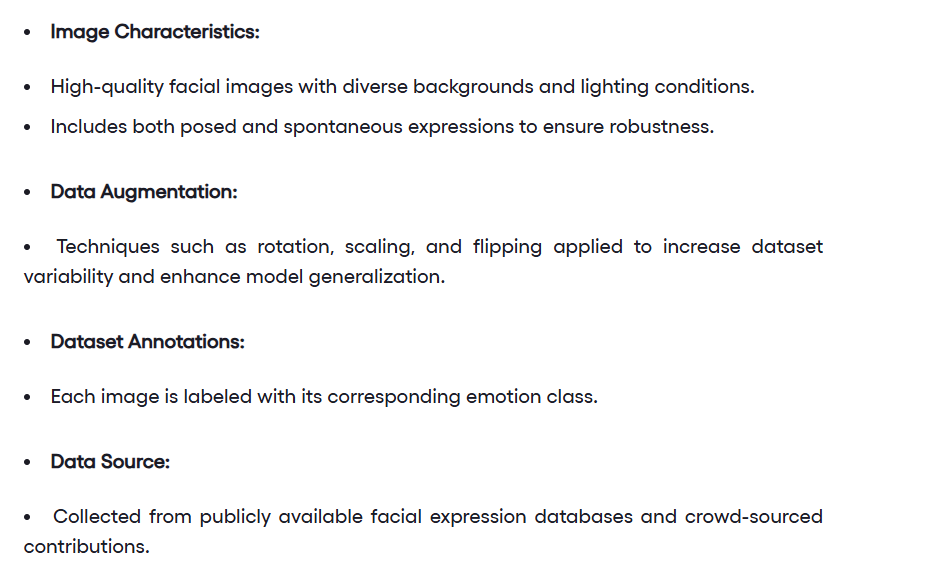 • Image Characteristics:
• High-quality facial images with diverse backgrounds and lighting conditions.
• Includes both posed and spontaneous expressions to ensure robustness.
• Data Augmentation:
• Techniques such as rotation, scaling, and flipping applied to increase dataset
variability and enhance model generalization.
• Dataset Annotations:
• Each image is labeled with its corresponding emotion class.
• Data Source:
• Collected from publicly available facial expression databases and crowd-sourced
contributions.